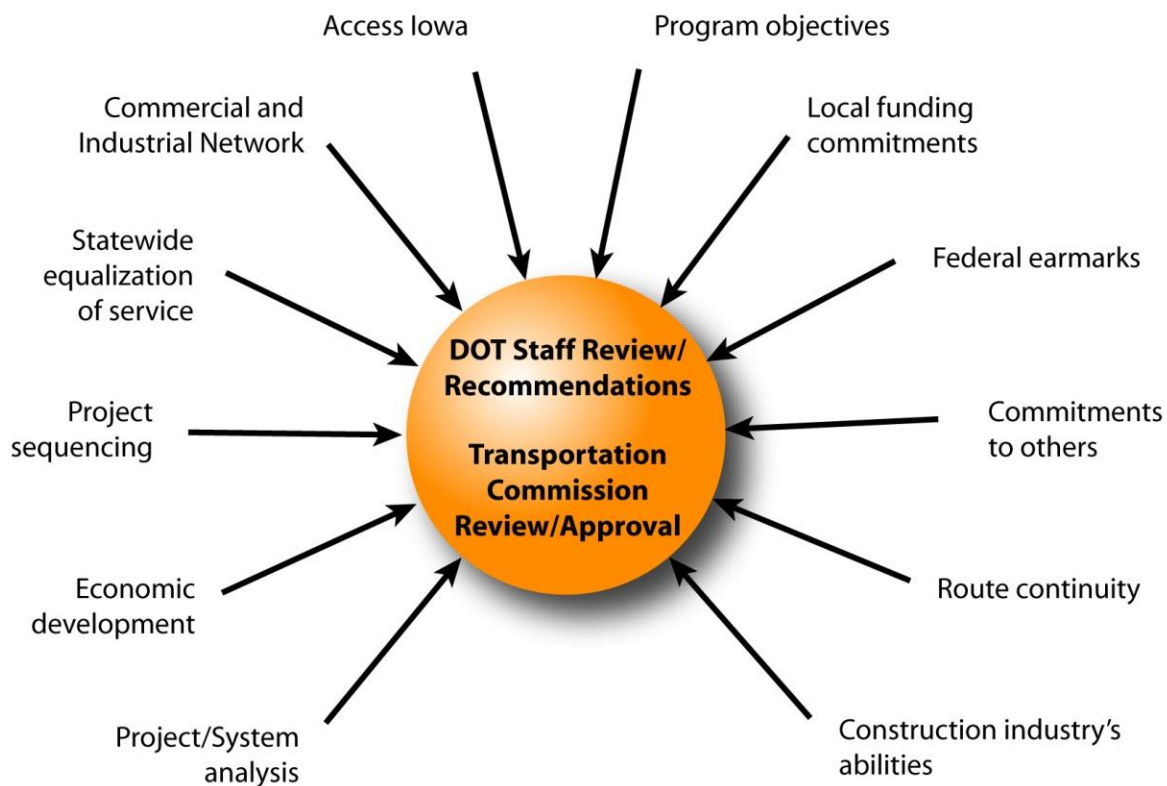 Access Iowa
Program objectives
Commercial and
Industrial Network
Local funding
commitments
Statewide
equalization
of service
Federal earmarks
DOT Staff Review/
Recommendations
Transportation
Commission
Review/Approval
Project
sequencing
Commitments
to others
Economic
development
Route continuity
Project/System
analysis
Construction industry’s
abilities